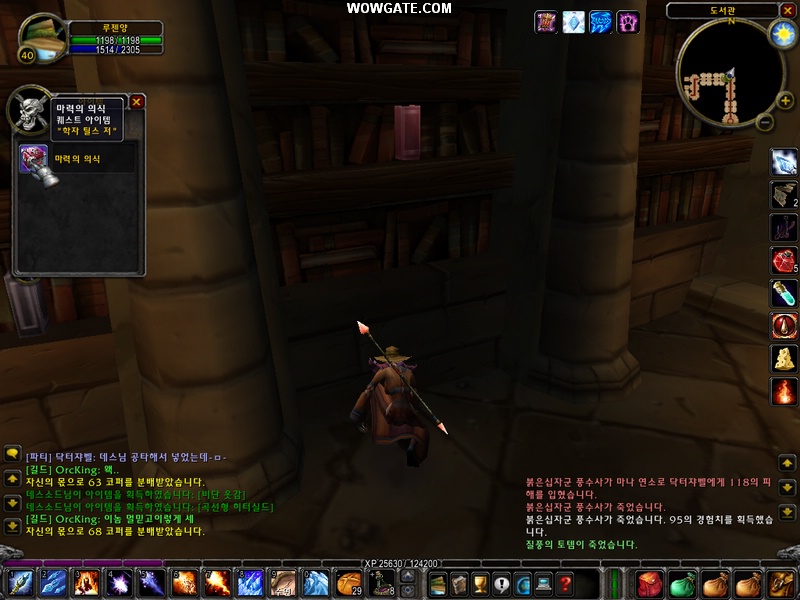 WOWGATE.COM
루젠양
1198 / 1198
1514 / 2305
40
도서관
N
마력의 의식
퀘스트 아이템
"학자 틸스 저"
마력의 의식
2
5
[파티] 닥터쟈벨: 데스님 공타해서 넣었는데-ㅁ-
[길드] OrcKing: 왝..
자신의 몫으로 63 코퍼를 분배받았습니다.
데스소드님이 아이템을 획득하였습니다: [비단 옷감]
데스소드님이 아이템을 획득하였습니다: [곡선형 히터실드]
[길드] OrcKing: 이놈 멀믿고이렇게 세
자신의 몫으로 68 코퍼를 분배받았습니다.
붉은십자군 풍수사가 마나 연소로 닥터쟈벨에게 118의 피
해를 입혔습니다.
붉은십자군 풍수사가 죽었습니다.
붉은십자군 풍수사가 죽었습니다. 95의 경험치를 획득했습
니다.
질풍의 토템이 죽었습니다.
XP 25630 / 124200
29
8